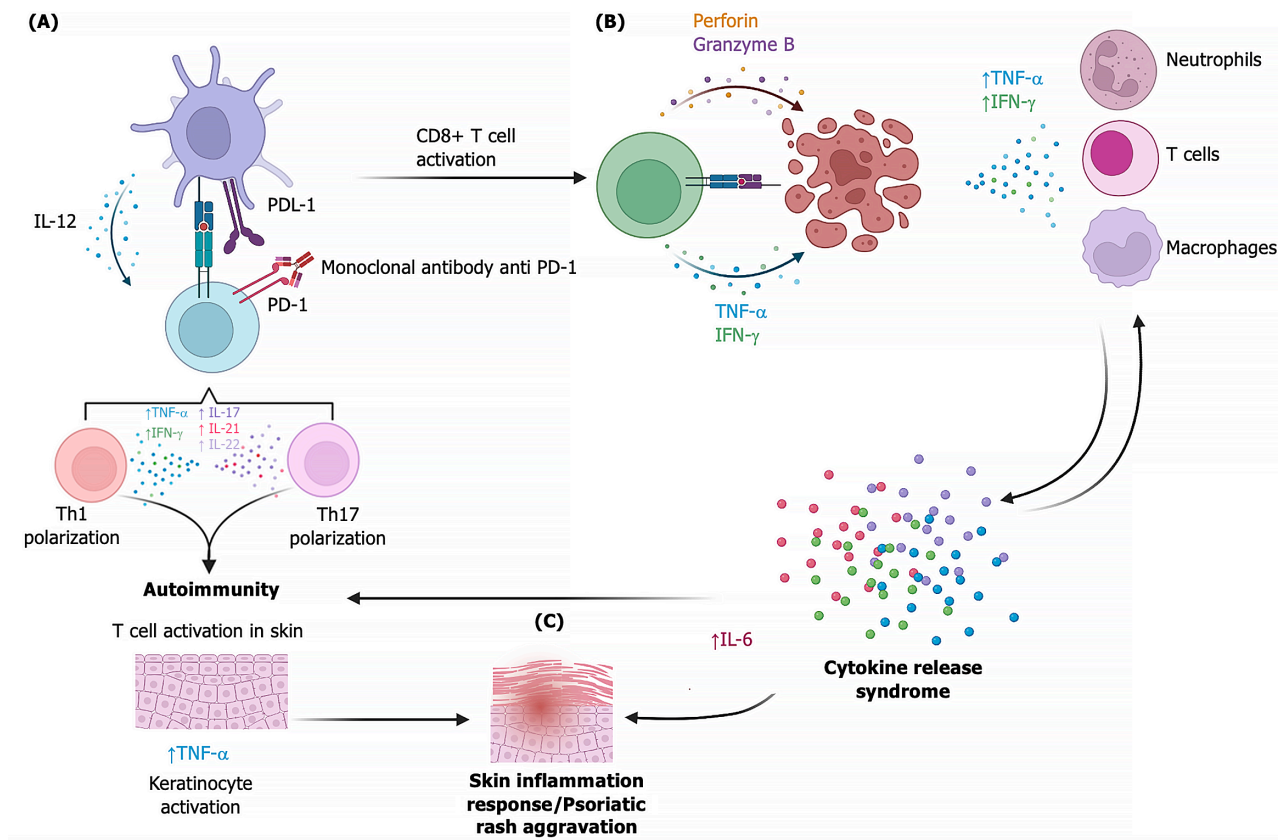 (A)
IL-12
PDL-1
Monoclonal antibody anti PD-1
PD-1
CD8+ T cell
activation
↑TNF-α
↑IFN-γ
↑ IL-17
↑ IL-21
↑ IL-22
Th1
polarization
Th17
polarization
Autoimmunity
T cell activation in skin
↑TNF-α
Keratinocyte
activation
(B)
Perforin
Granzyme B
TNF-α
IFN-γ
↑TNF-α
↑IFN-γ
Neutrophils
T cells
Macrophages
Cytokine release
syndrome
↑IL-6
(C)
Skin inflammation
response/Psoriatic
rash aggravation